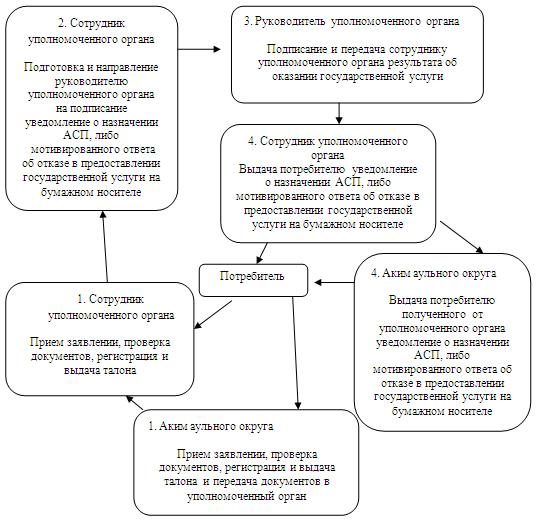 2. Сотрудник
уполномоченного органа
Подготовка и направление
руководителю
уполномоченного органа
на подписание
уведомление о назначении
АСП, либо
мотивированного ответа
об отказе в предоставлении
государственной услуги на
бумажном носителе
3. Руководитель уполномоченного органа
Подписание и передача сотруднику
уполномоченного органа результата об
оказании государственной услуги
4. Сотрудник уполномоченного
органа
Выдача потребителю уведомление
о назначении АСП, либо
мотивированного ответа об отказе в
предоставлении государственной
услуги на бумажном носителе
Потребитель
4. Аким аульного округа
Выдача потребителю
полученного от
уполномоченного органа
уведомление о назначении
АСП, либо
мотивированного ответа об
отказе в предоставлении
государственной услуги на
бумажном носителе
1. Сотрудник
уполномоченного органа
Прием заявлении, проверка
документов, регистрация и
выдача талона
1. Аким аульного округа
Прием заявлении, проверка
документов, регистрация и выдача
талона и передача документов в
уполномоченный орган